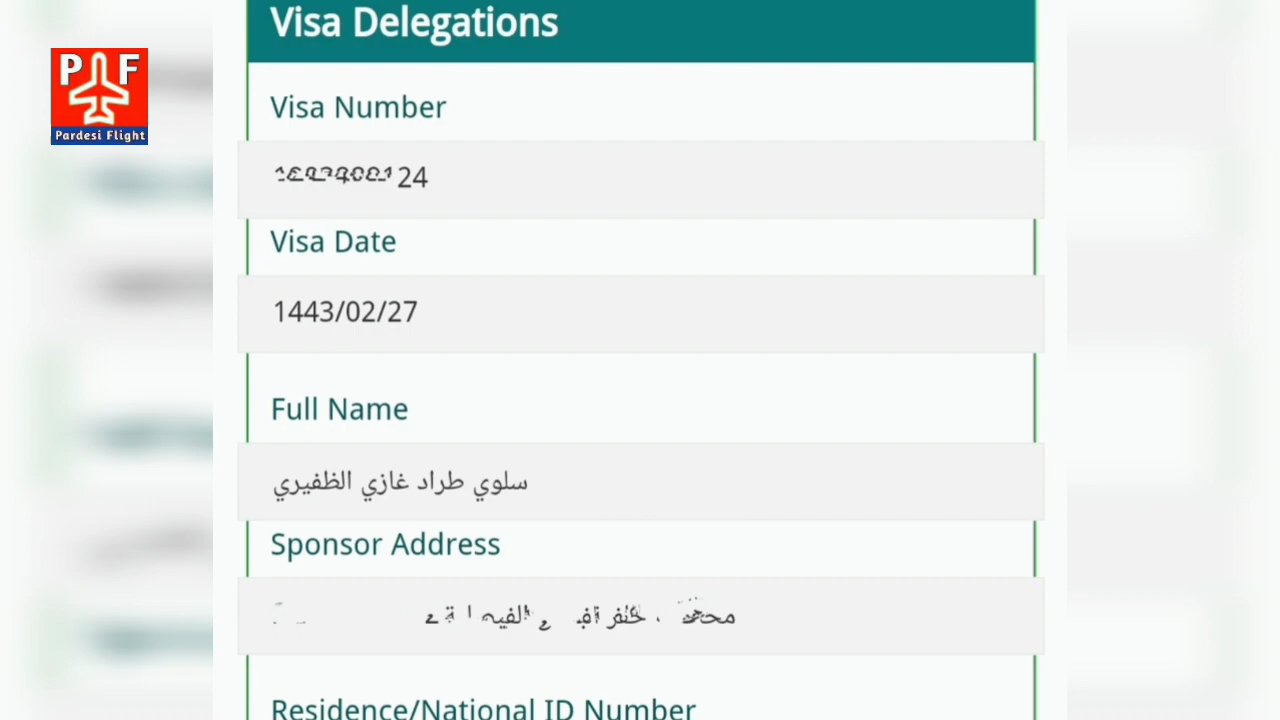 Visa Delegations
P F
Pardesi Flight
Visa Number
24
Visa Date
1443/02/27
Full Name
سلوي طراد غازي الظفيري
Sponsor Address
Residence/National ID Number